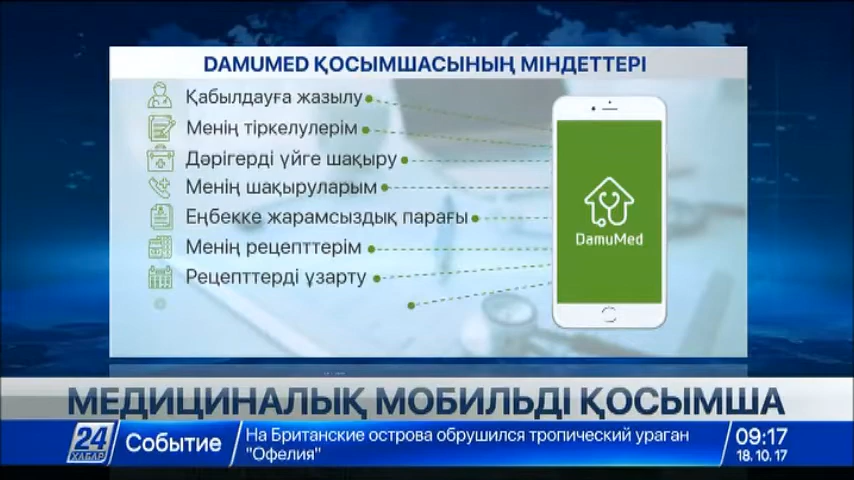 DAMUMED ҚОСЫМШАСЫНЫҢ МІНДЕТТЕРІ
Қабылдауға жазылу
Менің тіркелулерім
Дәрігерді үйге шақыру
Менің шақыруларым
Еңбекке жарамсыздық парағы
Менің рецепттерім
Рецепттерді ұзарту
DamuMed
МЕДИЦИНАЛЫҚ МОБИЛЬДІ ҚОСЫМША
24
ХАБАР
Событие
На Британские острова обрушился тропический ураган
"Офелия"
09:17
18.10.17